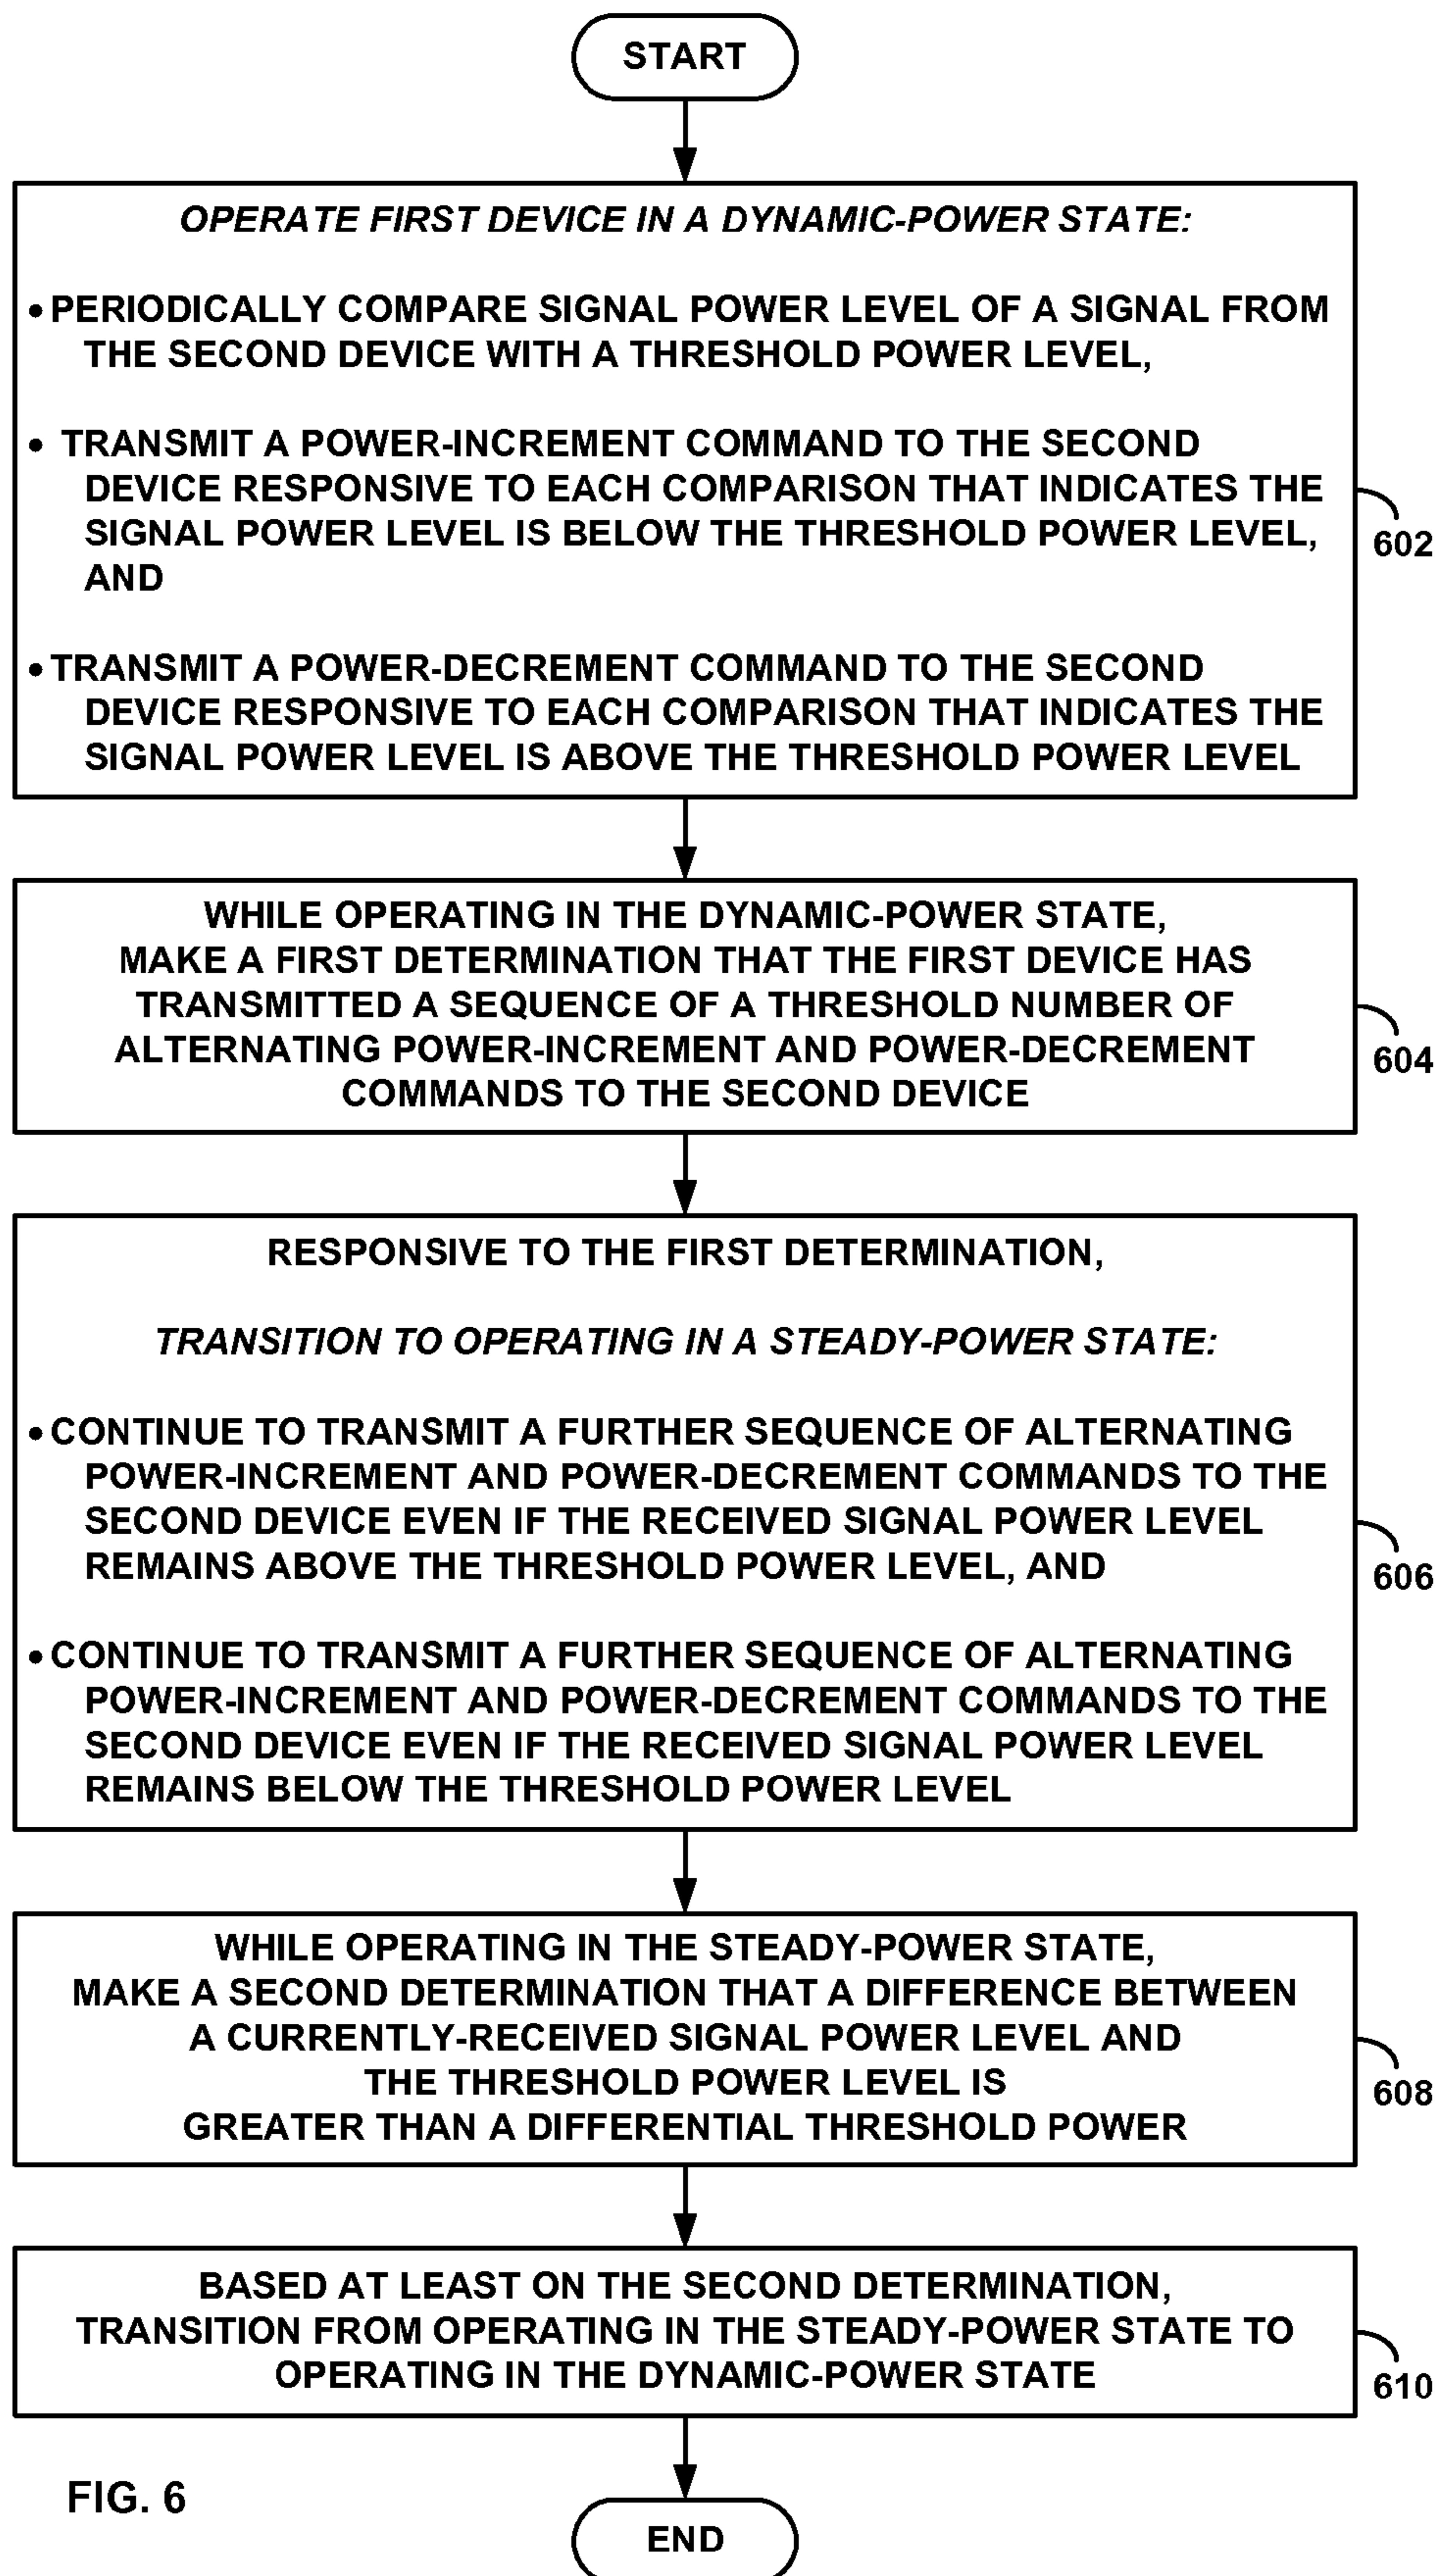 START
OPERATE FIRST DEVICE IN A DYNAMIC-POWER STATE:
• PERIODICALLY COMPARE SIGNAL POWER LEVEL OF A SIGNAL FROM
THE SECOND DEVICE WITH A THRESHOLD POWER LEVEL,
• TRANSMIT A POWER-INCREMENT COMMAND TO THE SECOND
DEVICE RESPONSIVE TO EACH COMPARISON THAT INDICATES THE
SIGNAL POWER LEVEL IS BELOW THE THRESHOLD POWER LEVEL,
AND
• TRANSMIT A POWER-DECREMENT COMMAND TO THE SECOND
DEVICE RESPONSIVE TO EACH COMPARISON THAT INDICATES THE
SIGNAL POWER LEVEL IS ABOVE THE THRESHOLD POWER LEVEL
602
WHILE OPERATING IN THE DYNAMIC-POWER STATE,
MAKE A FIRST DETERMINATION THAT THE FIRST DEVICE HAS
TRANSMITTED A SEQUENCE OF A THRESHOLD NUMBER OF
ALTERNATING POWER-INCREMENT AND POWER-DECREMENT
COMMANDS TO THE SECOND DEVICE
604
RESPONSIVE TO THE FIRST DETERMINATION,
TRANSITION TO OPERATING IN A STEADY-POWER STATE:
• CONTINUE TO TRANSMIT A FURTHER SEQUENCE OF ALTERNATING
POWER-INCREMENT AND POWER-DECREMENT COMMANDS TO THE
SECOND DEVICE EVEN IF THE RECEIVED SIGNAL POWER LEVEL
REMAINS ABOVE THE THRESHOLD POWER LEVEL, AND
• CONTINUE TO TRANSMIT A FURTHER SEQUENCE OF ALTERNATING
POWER-INCREMENT AND POWER-DECREMENT COMMANDS TO THE
SECOND DEVICE EVEN IF THE RECEIVED SIGNAL POWER LEVEL
REMAINS BELOW THE THRESHOLD POWER LEVEL
606
WHILE OPERATING IN THE STEADY-POWER STATE,
MAKE A SECOND DETERMINATION THAT A DIFFERENCE BETWEEN
A CURRENTLY-RECEIVED SIGNAL POWER LEVEL AND
THE THRESHOLD POWER LEVEL IS
GREATER THAN A DIFFERENTIAL THRESHOLD POWER
608
BASED AT LEAST ON THE SECOND DETERMINATION,
TRANSITION FROM OPERATING IN THE STEADY-POWER STATE TO
OPERATING IN THE DYNAMIC-POWER STATE
610
FIG. 6
END